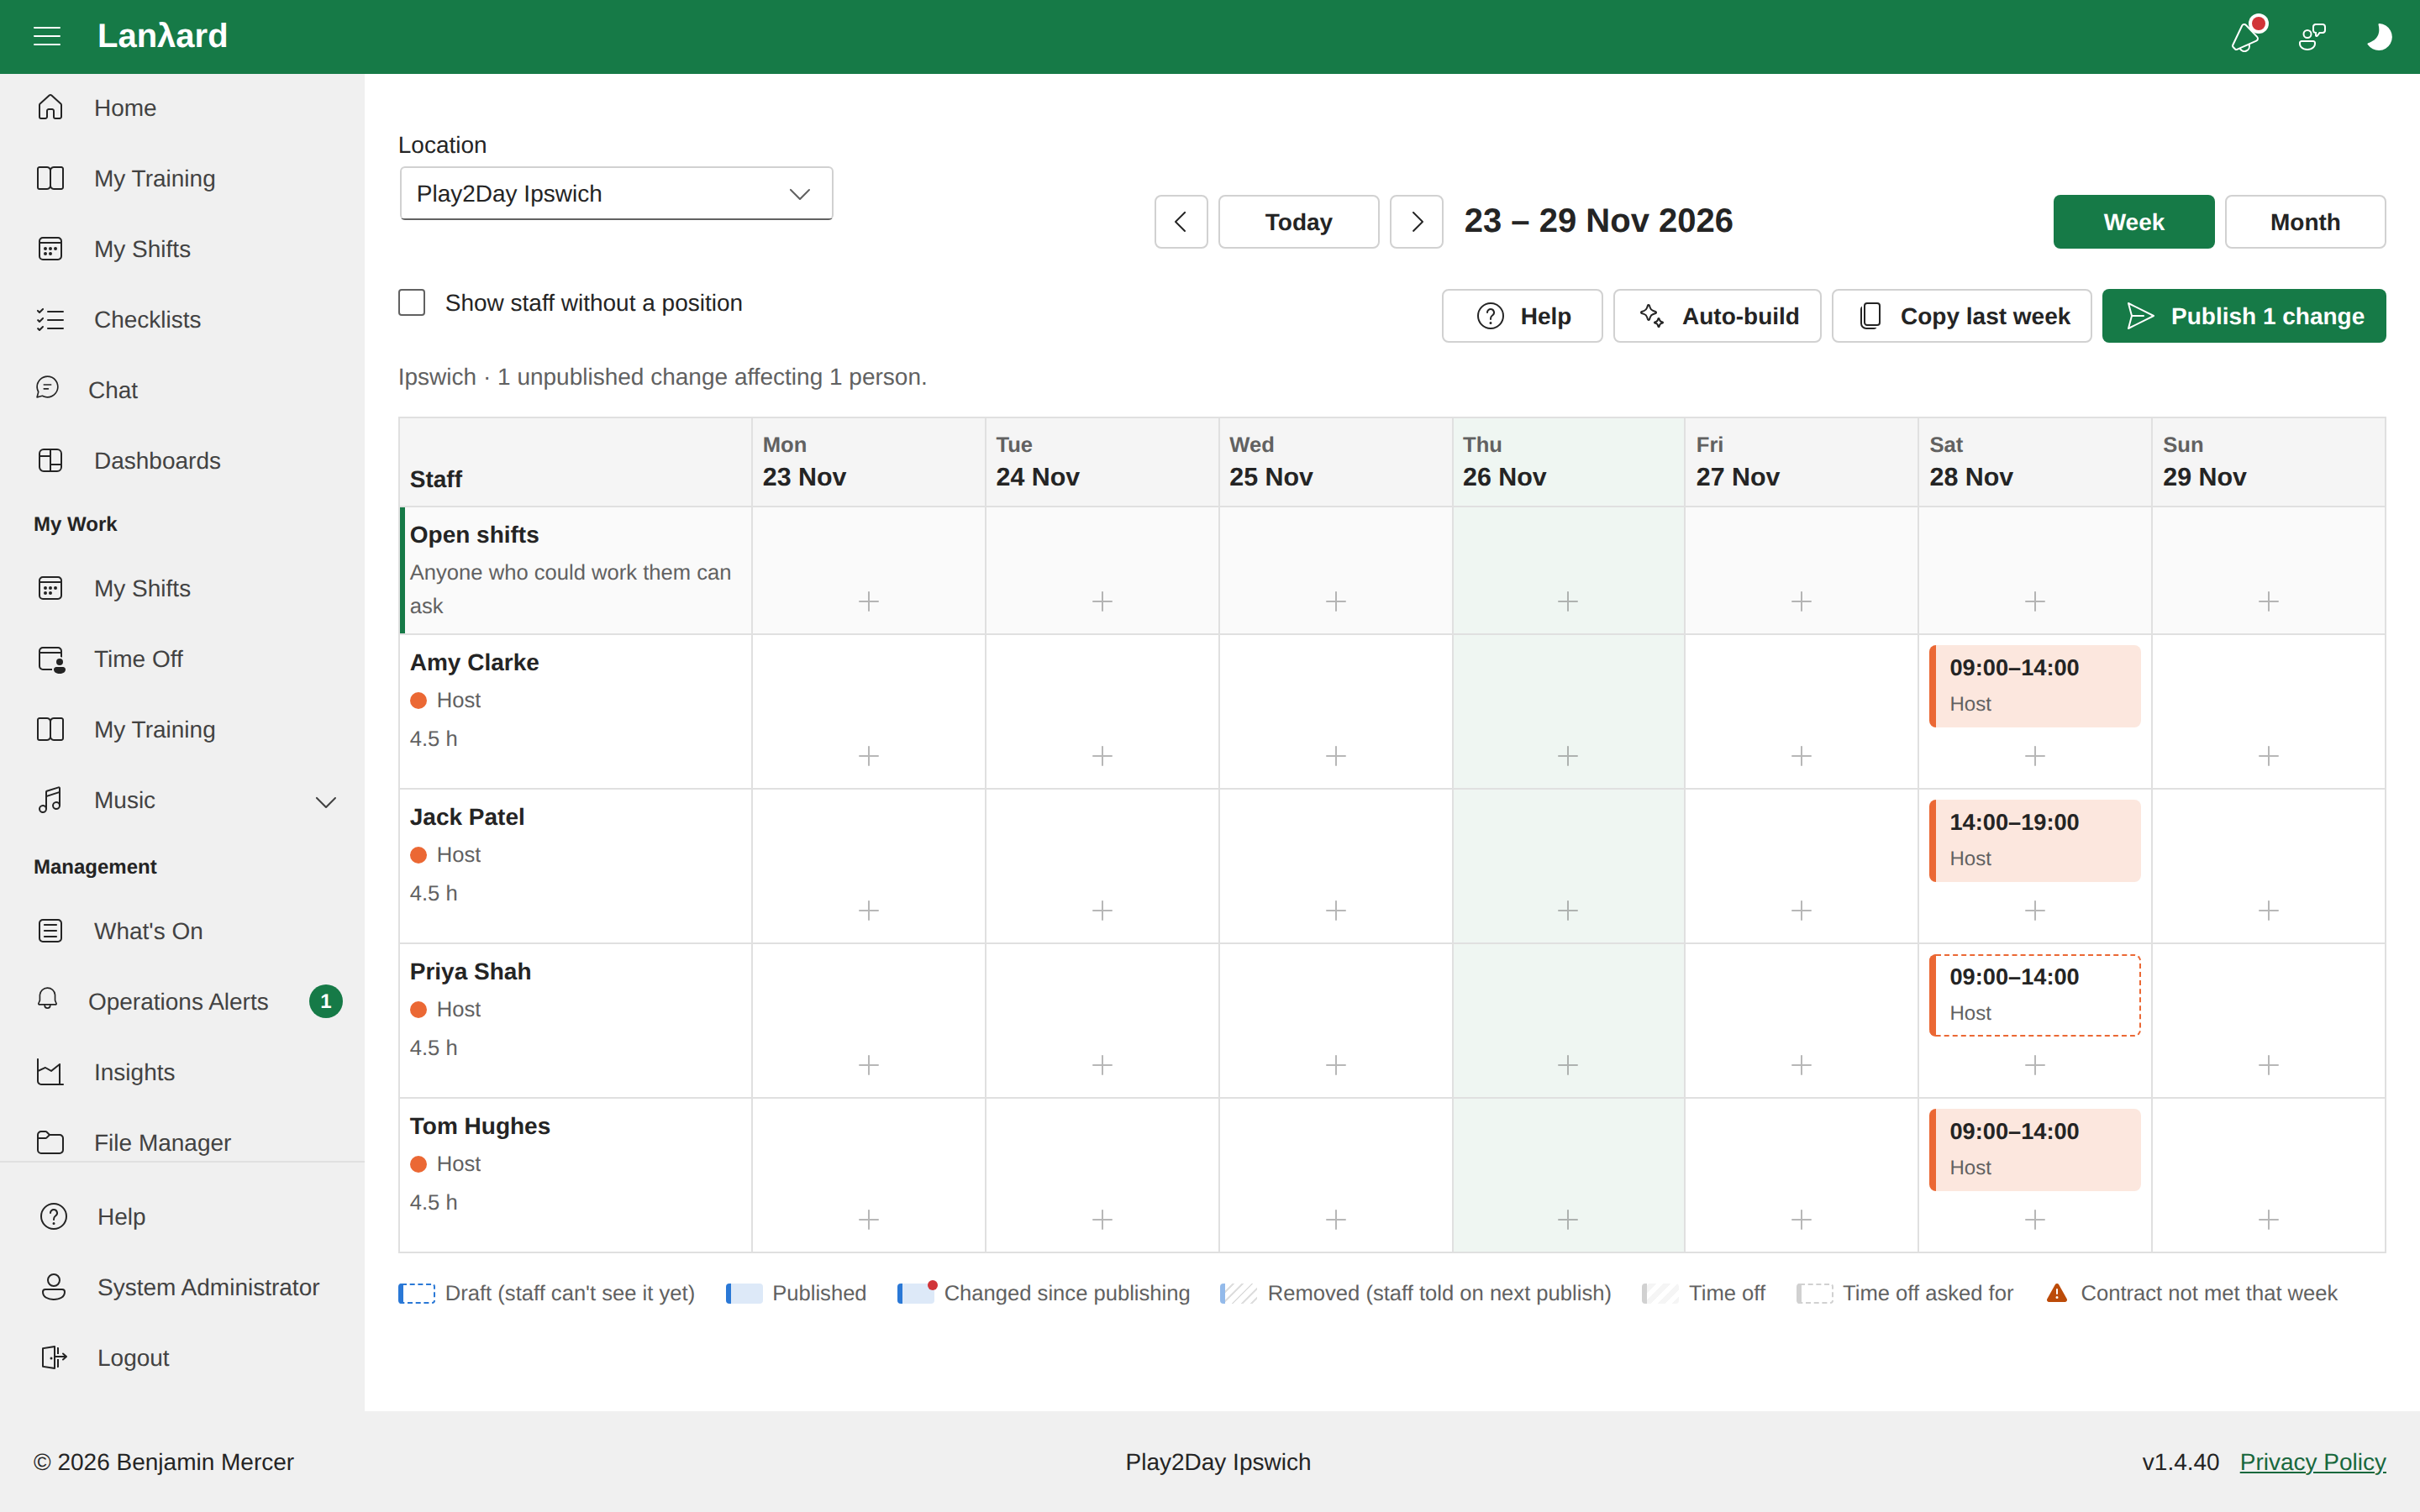 Lanλard
Home
My Training
My Shifts
Checklists
Chat
Dashboards
My Work
My Shifts
Time Off
My Training
Music
Management
What's On
Operations Alerts 1
Insights
File Manager
Help
System Administrator
Logout
Location
Play2Day Ipswich
Today
23 – 29 Nov 2026
Week
Month
Show staff without a position
Help
Auto-build
Copy last week
Publish 1 change
Ipswich · 1 unpublished change affecting 1 person.
Staff
Mon 23 Nov
Tue 24 Nov
Wed 25 Nov
Thu 26 Nov
Fri 27 Nov
Sat 28 Nov
Sun 29 Nov
Open shifts
Anyone who could work them can
ask
Amy Clarke
Host
4.5 h
09:00–14:00
Host
Jack Patel
Host
4.5 h
14:00–19:00
Host
Priya Shah
Host
4.5 h
09:00–14:00
Host
Tom Hughes
Host
4.5 h
09:00–14:00
Host
Draft (staff can't see it yet)
Published
Changed since publishing
Removed (staff told on next publish)
Time off
Time off asked for
Contract not met that week
© 2026 Benjamin Mercer
Play2Day Ipswich
v1.4.40
Privacy Policy